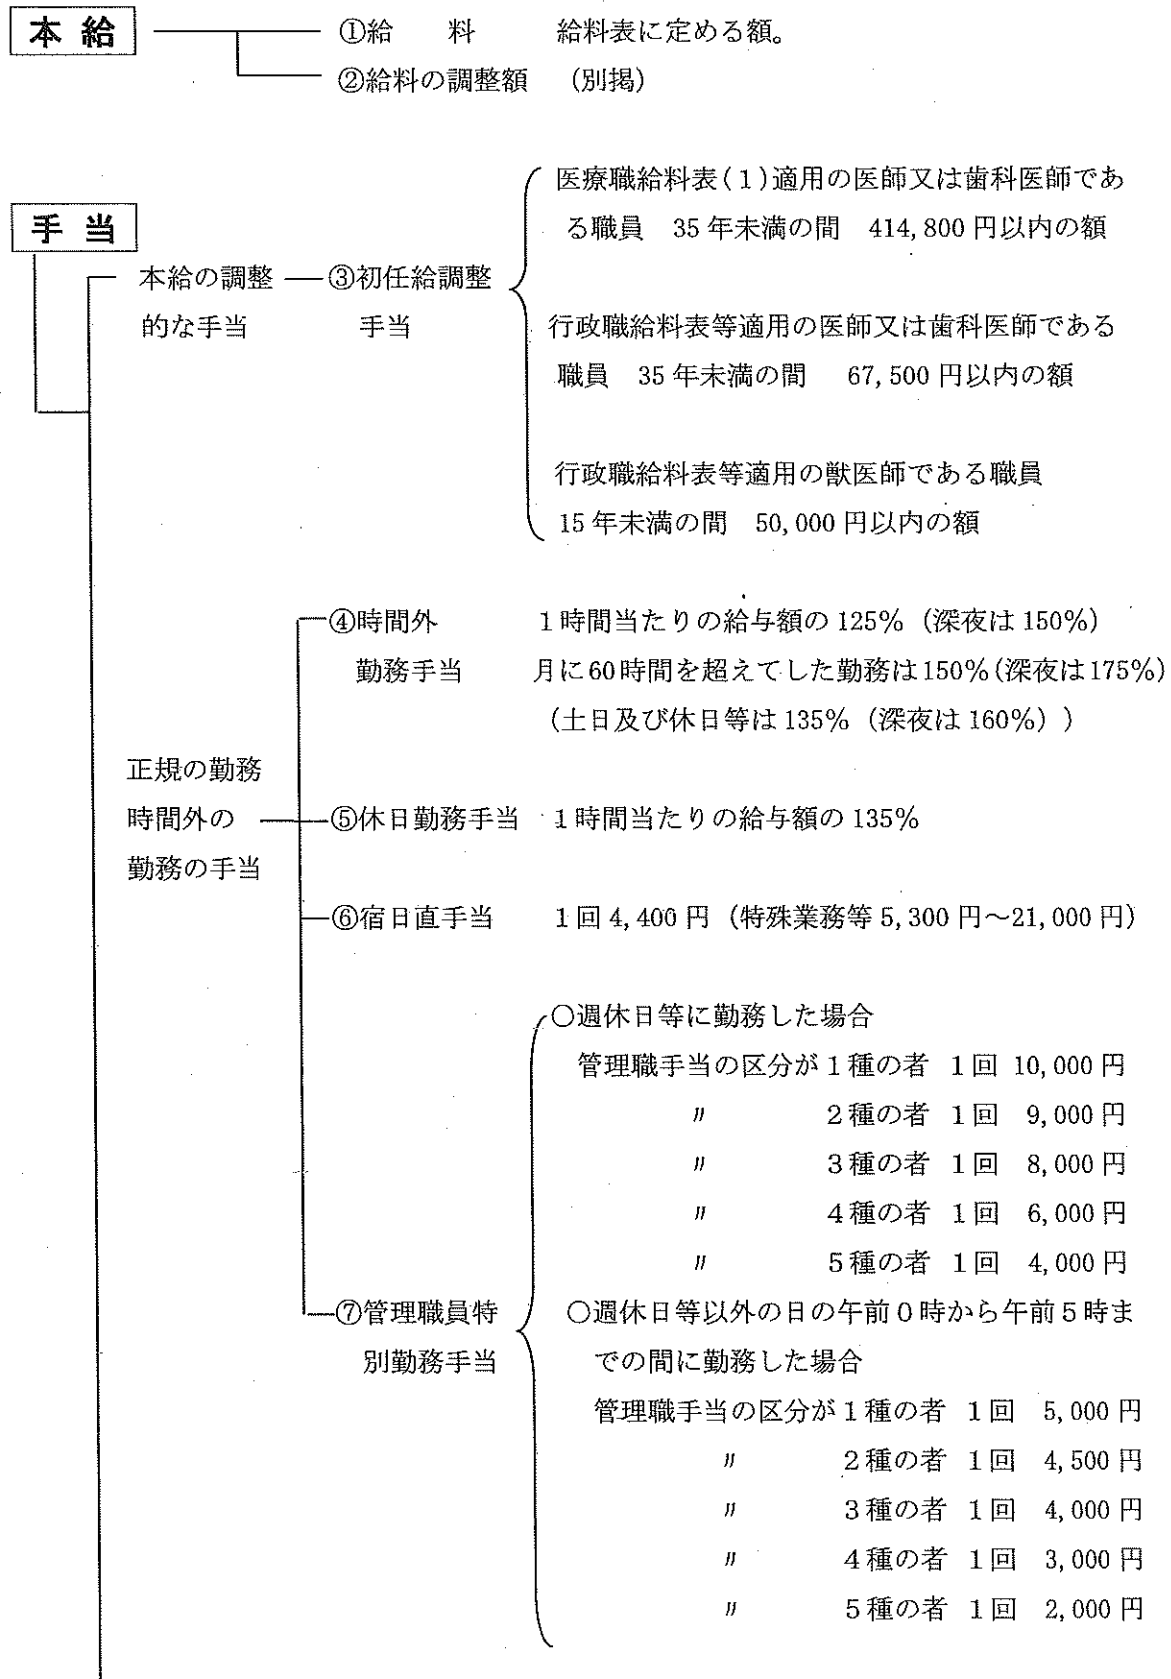 本 給 ①給　料　給料表に定める額。
②給料の調整額　(別掲)
医療職給料表(1)適用の医師又は歯科医師であ
手 当 る職員　35年未満の間　414,800円以内の額
本給の調整 ③初任給調整
的な手当　手当 行政職給料表等適用の医師又は歯科医師である
職員　35年未満の間　67,500円以内の額
行政職給料表等適用の獣医師である職員
15年未満の間　50,000円以内の額
④時間外　1時間当たりの給与額の125%（深夜は150%）
勤務手当　月に60時間を超えてした勤務は150%(深夜は175%)
（土日及び休日等は135%（深夜は160%））
正規の勤務
時間外の ⑤休日勤務手当　1時間当たりの給与額の135%
勤務の手当
⑥宿日直手当　1回4,400円（特殊業務等5,300円～21,000円）
○週休日等に勤務した場合
管理職手当の区分が1種の者　1回　10,000円
〃　2種の者　1回　9,000円
〃　3種の者　1回　8,000円
〃　4種の者　1回　6,000円
〃　5種の者　1回　4,000円
⑦管理職員特 ○週休日等以外の日の午前0時から午前5時ま
別勤務手当 での間に勤務した場合
管理職手当の区分が1種の者　1回　5,000円
〃　2種の者　1回　4,500円
〃　3種の者　1回　4,000円
〃　4種の者　1回　3,000円
〃　5種の者　1回　2,000円